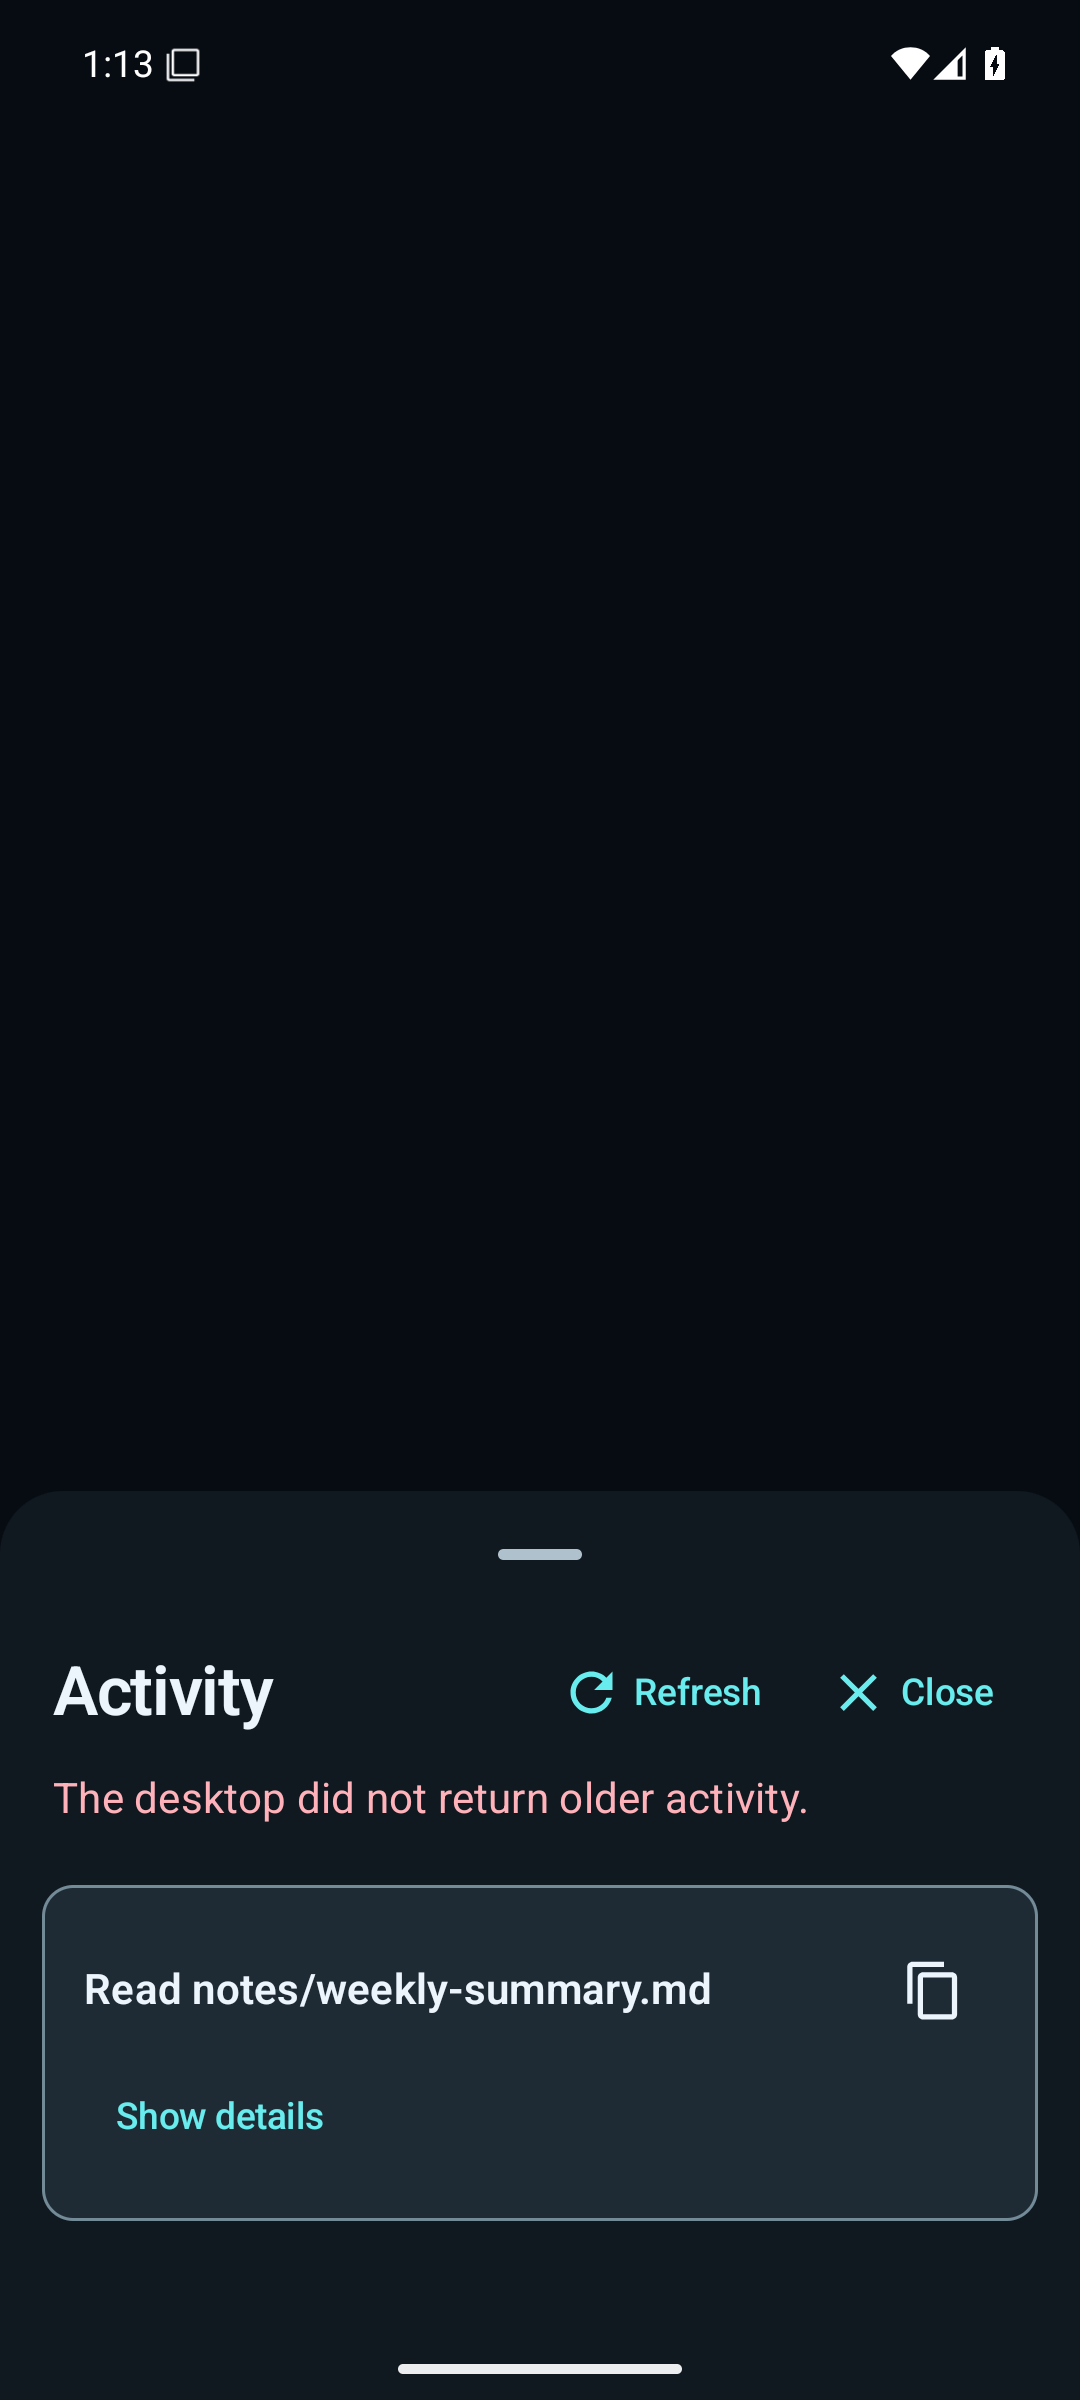 1:13
Activity
Refresh
Close
The desktop did not return older activity.
Read notes/weekly-summary.md
Show details